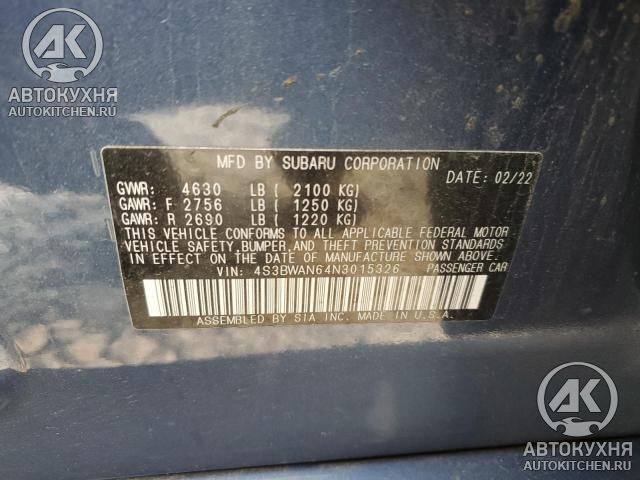 АК
АВТОКУХНЯ
AUTOKITCHEN.RU
MFD BY SUBARU CORPORATION
DATE: 02/22
GVWR: 4630 LB ( 2100 KG)
GAWR: F 2756 LB ( 1250 KG)
GAWR: R 2690 LB ( 1220 KG)
THIS VEHICLE CONFORMS TO ALL APPLICABLE FEDERAL MOTOR
VEHICLE SAFETY, BUMPER, AND THEFT PREVENTION STANDARDS
IN EFFECT ON THE DATE OF MANUFACTURE SHOWN ABOVE.
VIN: 4S3BWAN64N3015326 PASSENGER CAR
ASSEMBLED BY SIA INC. MADE IN U.S.A.
АК
АВТОКУХНЯ
AUTOKITCHEN.RU